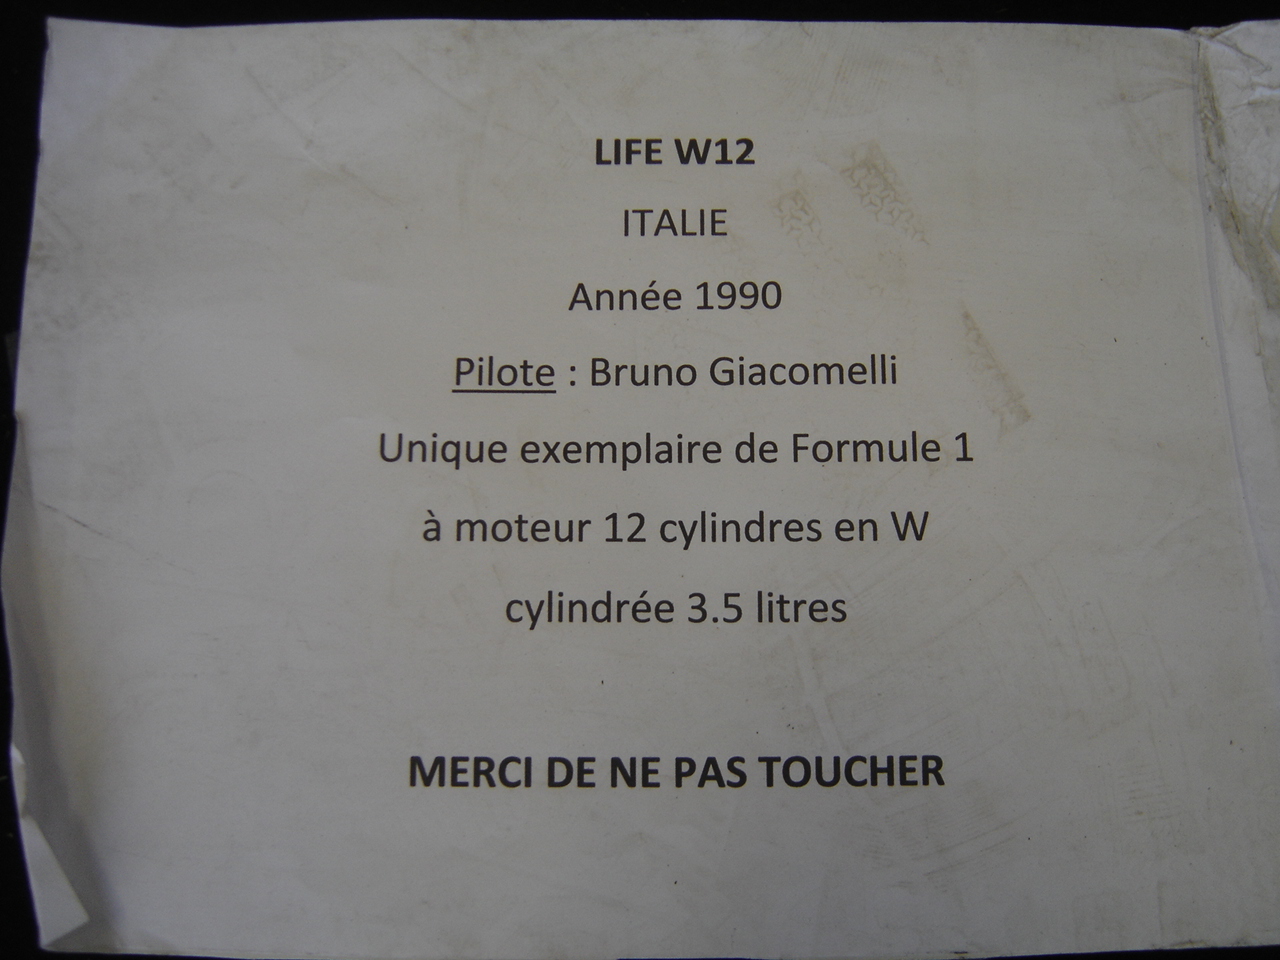 LIFE W12
ITALIE
Année 1990
Pilote : Bruno Giacomelli
Unique exemplaire de Formule 1
à moteur 12 cylindres en W
cylindrée 3.5 litres
MERCI DE NE PAS TOUCHER